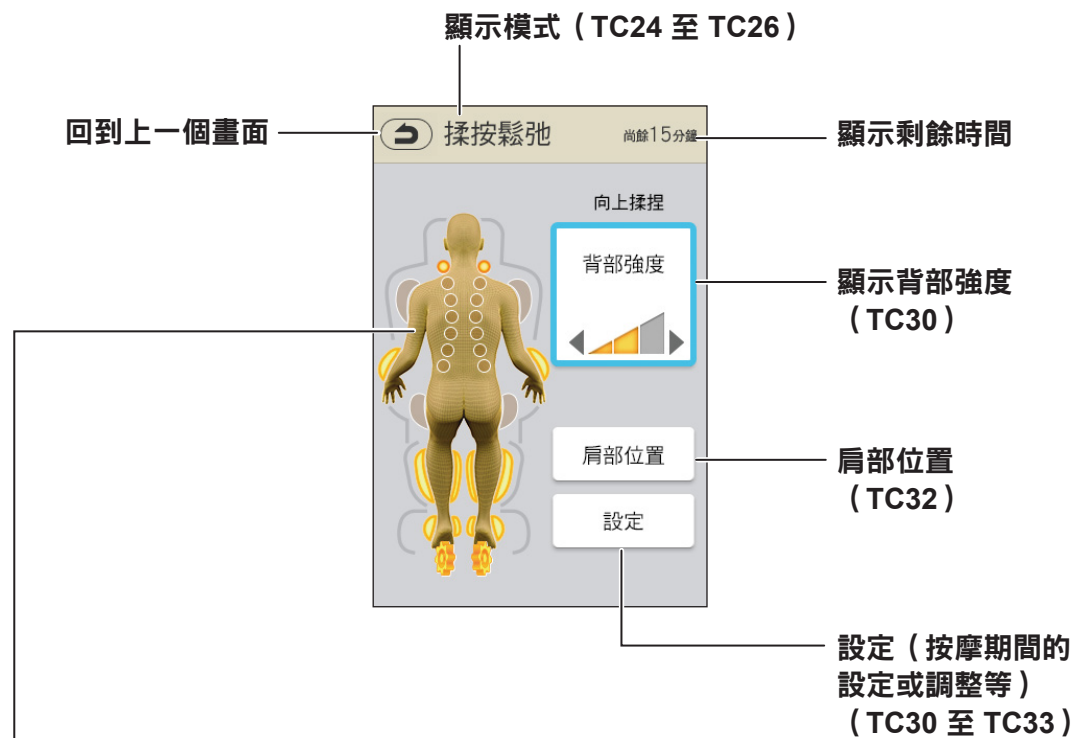 顯示模式（TC24 至 TC26）
回到上一個畫面
揉按鬆弛
尚餘15分鐘
顯示剩餘時間
向上揉捏
背部強度
顯示背部強度
（TC30）
肩部位置
肩部位置
（TC32）
設定
設定（按摩期間的
設定或調整等）
（TC30 至 TC33）